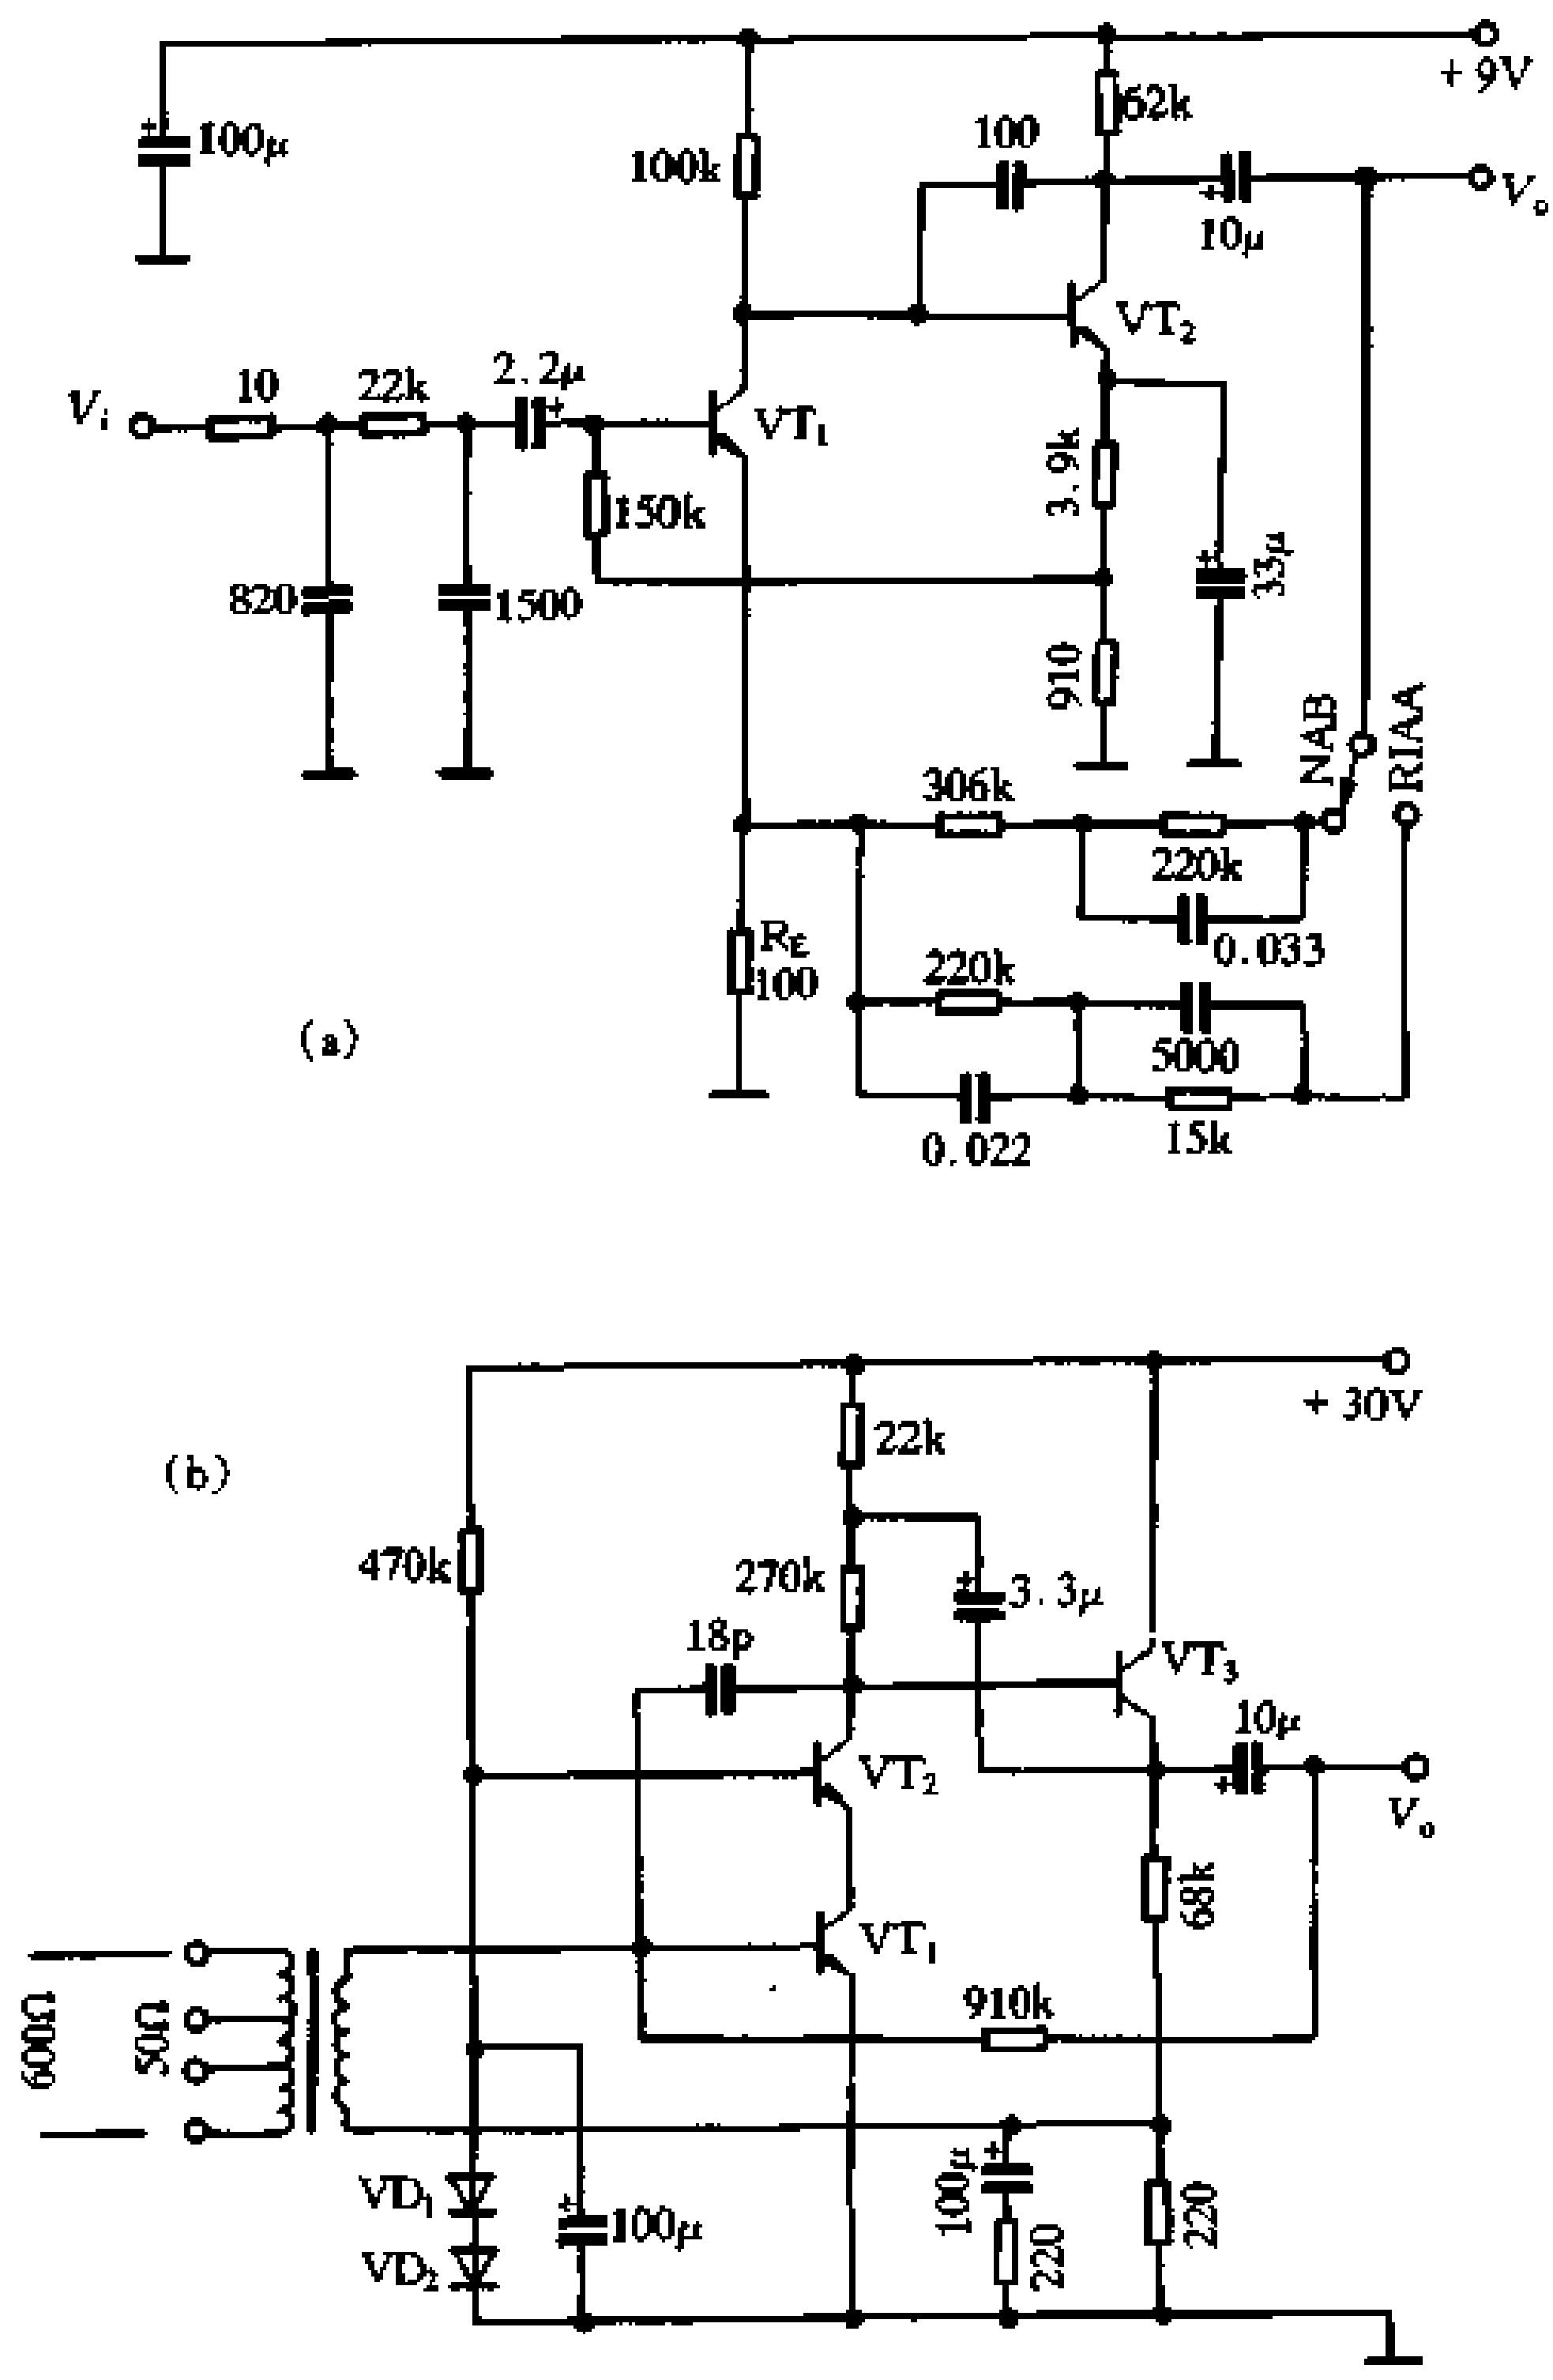 + 9V
100μ
100k
62k
100
10μ
Vo
VT2
Vi
10
22k
2.2μ
VT1
150k
3.9k
33μ
820
1500
910
NAB
RIAA
306k
220k
0.033
RE
100
220k
5000
0.022
15k
(a)
+ 30V
(b)
22k
470k
270k
3.3μ
18p
VT3
10μ
VT2
Vo
68k
VT1
910k
600Ω
50Ω
VD1
100μ
100μ
220
220
VD2